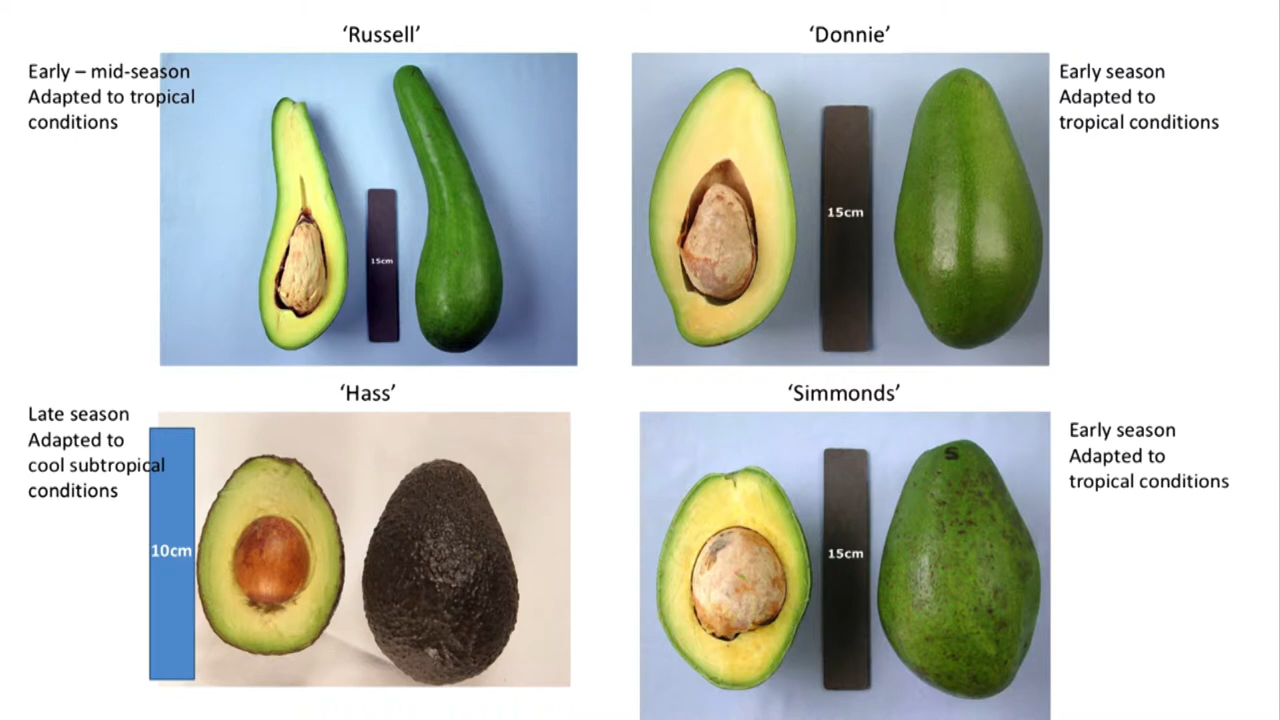 ‘Russell’
Early – mid-season
Adapted to tropical
conditions
15cm
‘Donnie’
15cm
Early season
Adapted to
tropical conditions
‘Hass’
Late season
Adapted to
cool subtropical
conditions
10cm
‘Simmonds’
S
15cm
Early season
Adapted to
tropical conditions